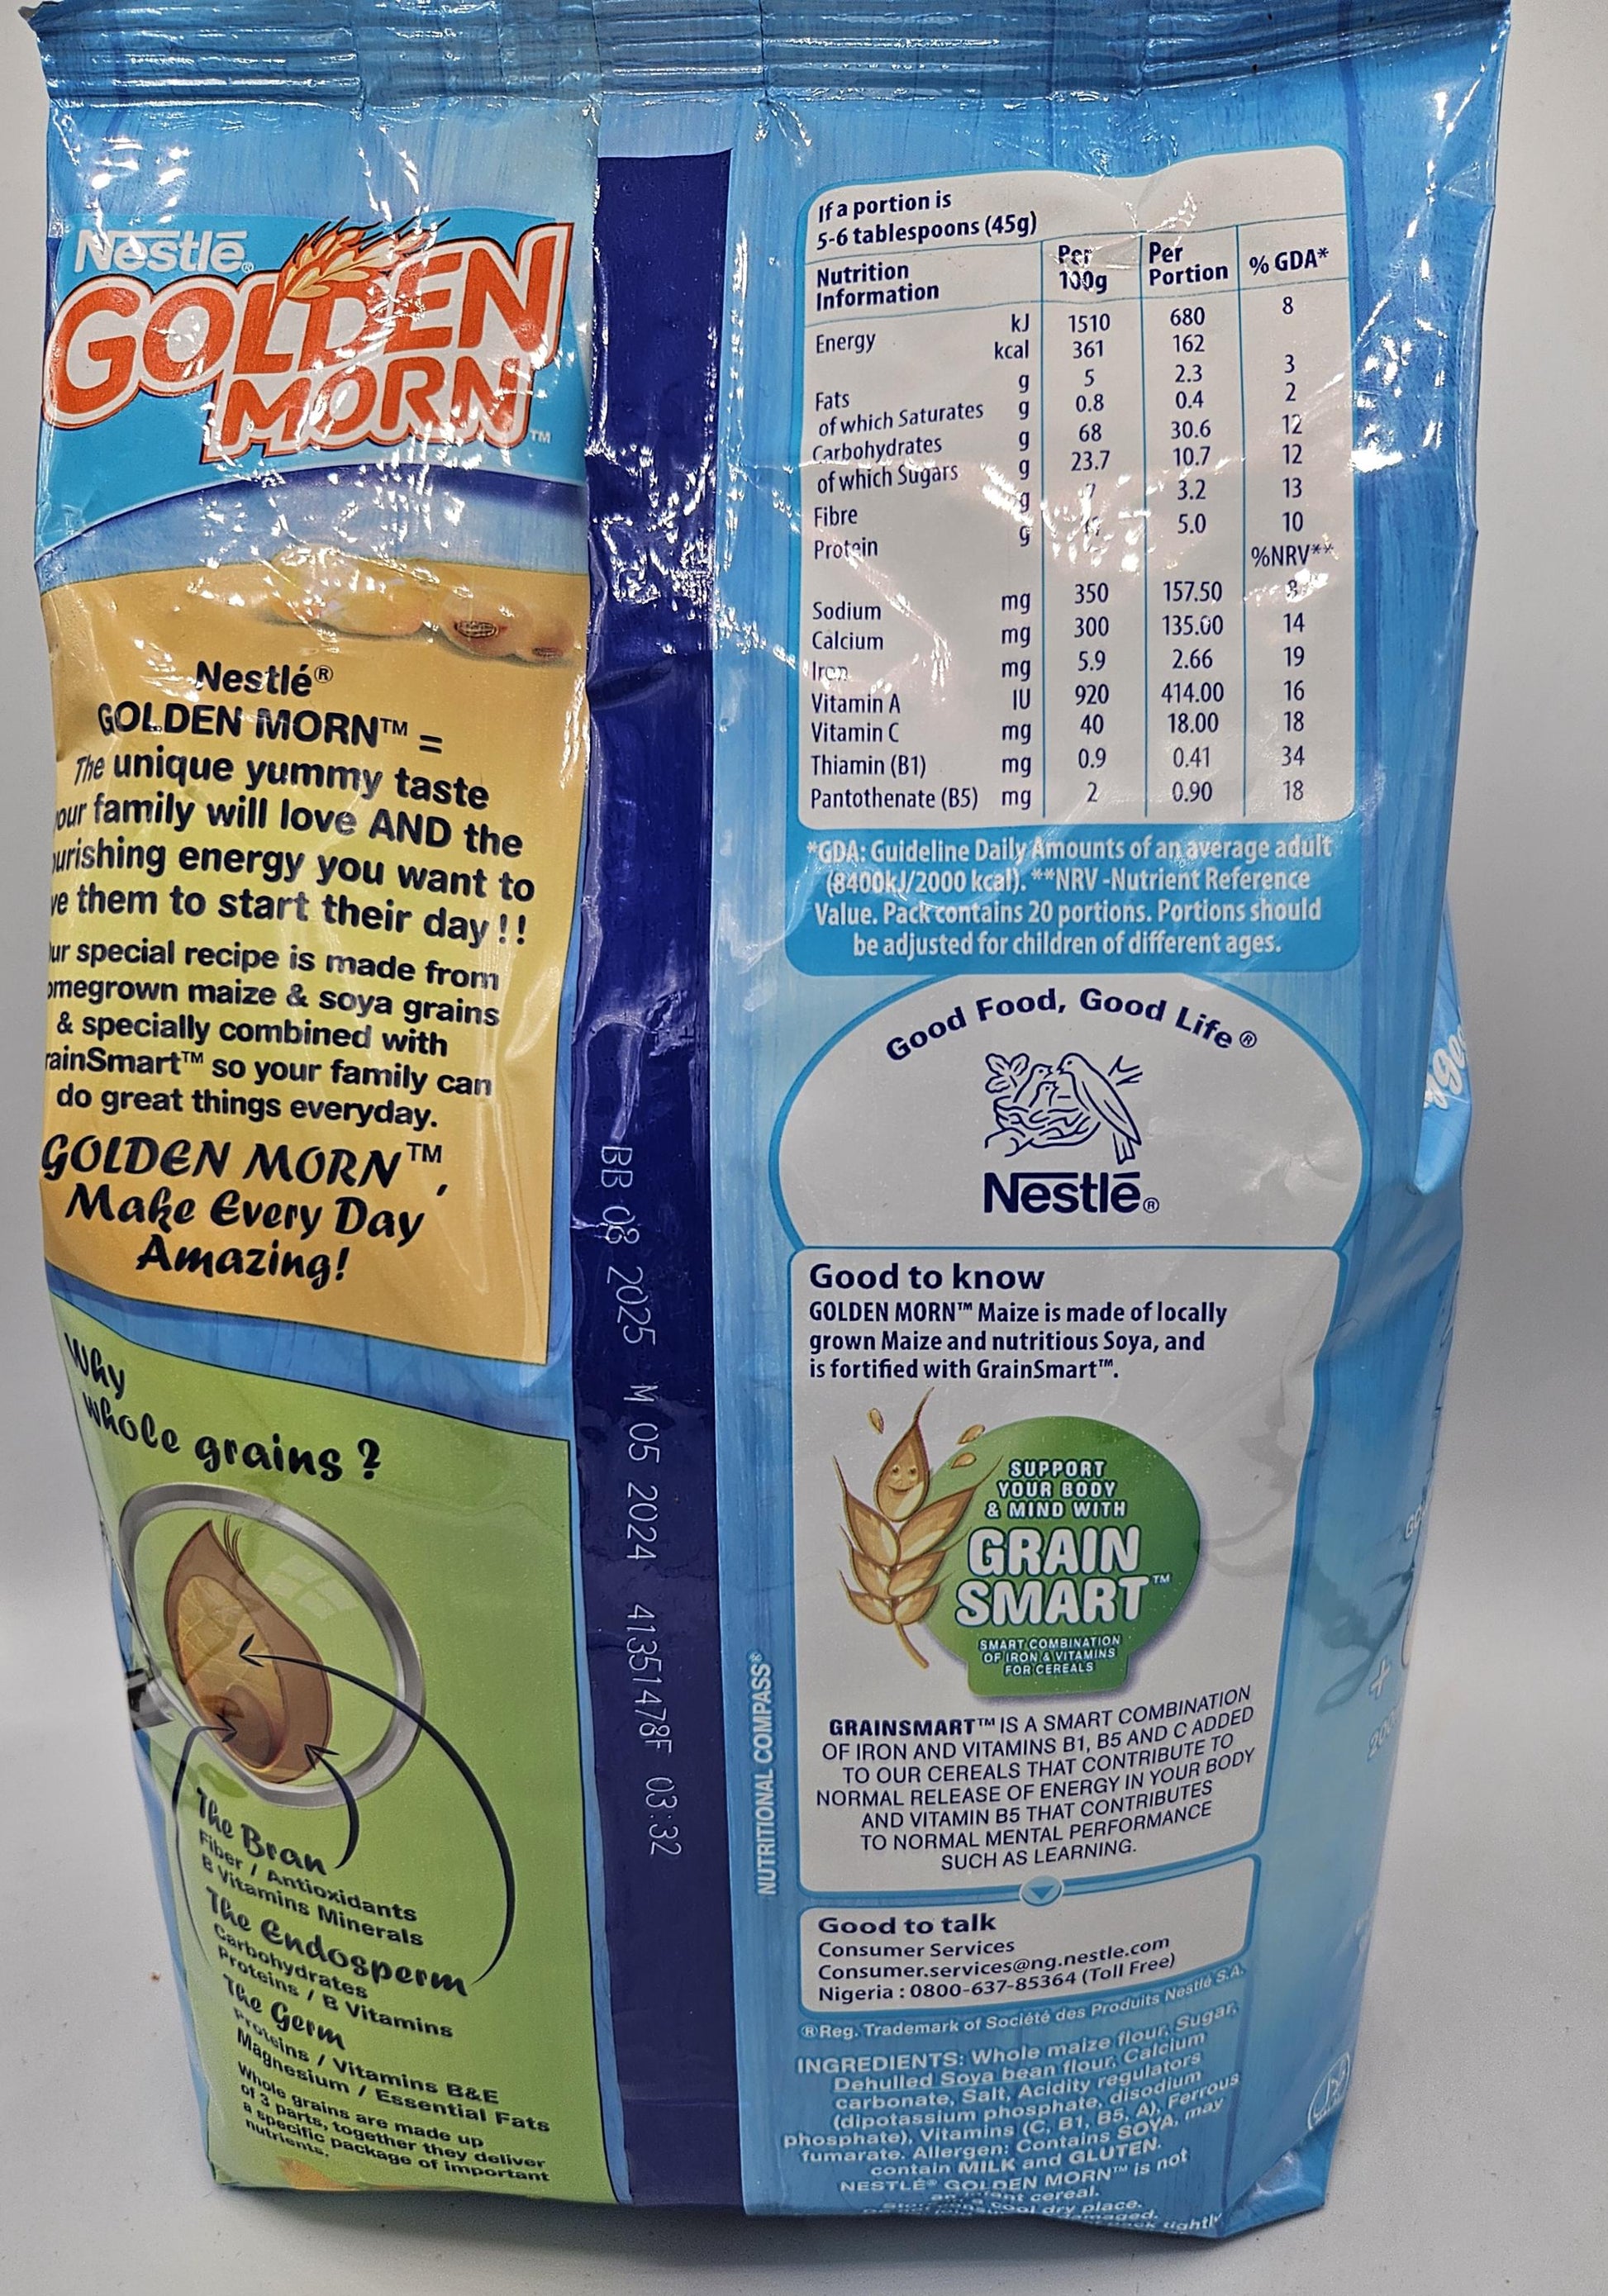 Nestlé®
GOLDEN
MORN™
Nestlé®
GOLDEN MORN™ =
The unique yummy taste
family will love AND the
energy you want to
them to start their day!!
special recipe is made from
maize & soya grains
& specially combined with
so your family can
do great things everyday.
GOLDEN MORN™,
Make Every Day
Amazing!
Why
whole grains?
The Bran
Fiber / Antioxidants
B Vitamins Minerals
The Endosperm
Carbohydrates
Proteins / B Vitamins
The Germ
Proteins / Vitamins B&E
Magnesium / Essential Fats
Whole grains are made up
of 3 parts, together they deliver
a specific package of important
nutrients.
BB 08 2025 M 05 2024 41351478F 03:32
If a portion is
5-6 tablespoons (45g)
Nutrition Information Per 100g Per Portion % GDA*
Energy kJ 1510 680 8
kcal 361 162
Fats g 5 2.3 3
of which Saturates g 0.8 0.4 2
Carbohydrates g 68 30.6 12
of which Sugars g 23.7 10.7 12
Fibre g 3.2 13
Protein g 5.0 10
%NRV**
Sodium mg 350 157.50
Calcium mg 300 135.00 14
Iron mg 5.9 2.66 19
Vitamin A IU 920 414.00 16
Vitamin C mg 40 18.00 18
Thiamin (B1) mg 0.9 0.41 34
Pantothenate (B5) mg 2 0.90 18
*GDA: Guideline Daily Amounts of an average adult
(8400kJ/2000 kcal). **NRV -Nutrient Reference
Value. Pack contains 20 portions. Portions should
be adjusted for children of different ages.
Good Food, Good Life®
Nestlé®
Good to know
GOLDEN MORN™ Maize is made of locally
grown Maize and nutritious Soya, and
is fortified with GrainSmart™.
SUPPORT
YOUR BODY
& MIND WITH
GRAIN
SMART™
SMART COMBINATION
OF IRON & VITAMINS
FOR CEREALS
GRAINSMART™ IS A SMART COMBINATION
OF IRON AND VITAMINS B1, B5 AND C ADDED
TO OUR CEREALS THAT CONTRIBUTE TO
NORMAL RELEASE OF ENERGY IN YOUR BODY
AND VITAMIN B5 THAT CONTRIBUTES
TO NORMAL MENTAL PERFORMANCE
SUCH AS LEARNING.
NUTRITIONAL COMPASS®
Good to talk
Consumer Services
Consumer.services@ng.nestle.com
Nigeria : 0800-637-85364 (Toll Free)
®Reg. Trademark of Société des Produits Nestlé S.A.
INGREDIENTS: Whole maize flour, Sugar,
Dehulled Soya bean flour, Calcium
carbonate, Salt, Acidity regulators
(dipotassium phosphate, disodium
phosphate), Vitamins (C, B1, B5, A), Ferrous
fumarate. Allergen: Contains SOYA, may
contain MILK and GLUTEN.
NESTLÉ® GOLDEN MORN™ is not
an infant cereal.
cool dry place.
damaged.
tightly